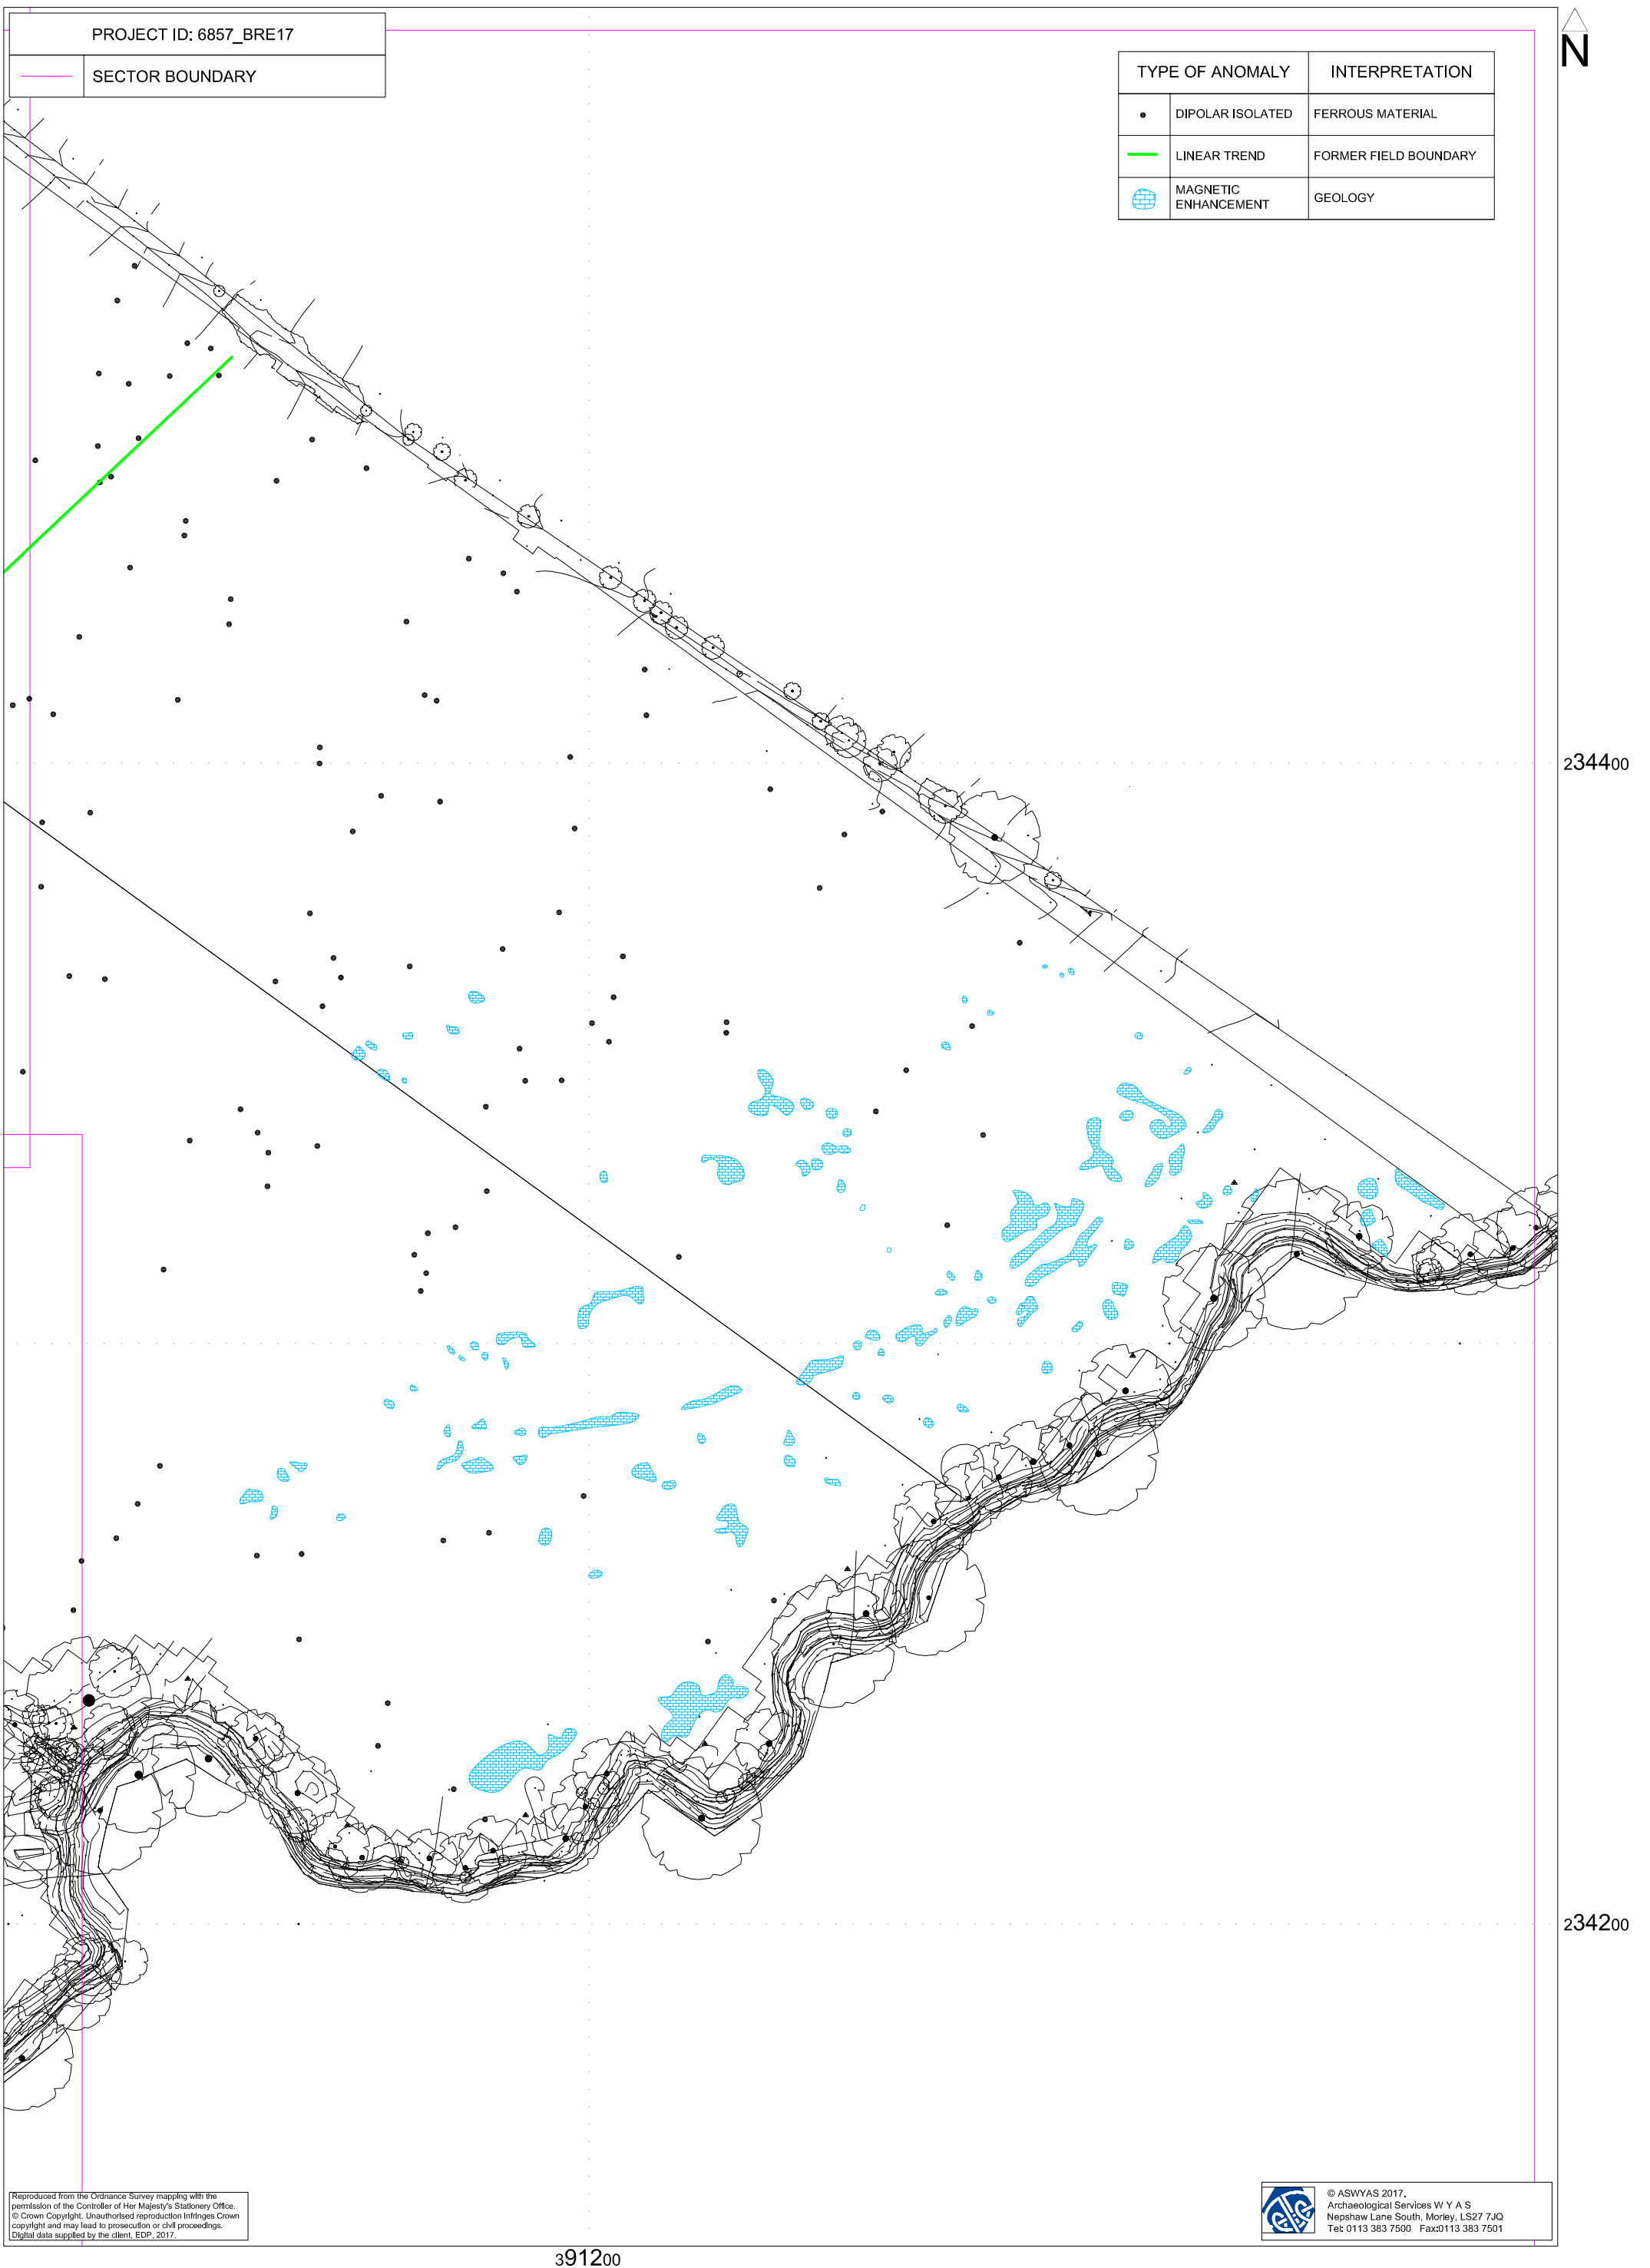 PROJECT ID: 6857_BRE17
SECTOR BOUNDARY
N
TYPE OF ANOMALY INTERPRETATION
DIPOLAR ISOLATED FERROUS MATERIAL
LINEAR TREND FORMER FIELD BOUNDARY
MAGNETIC
ENHANCEMENT GEOLOGY
234400
234200
Reproduced from the Ordnance Survey mapping with the
permission of the Controller of Her Majesty's Stationery Office.
© Crown Copyright. Unauthorised reproduction infringes Crown
copyright and may lead to prosecution or civil proceedings.
Digital data supplied by the client, EDP, 2017.
© ASWYAS 2017.
Archaeological Services W Y A S
Nepshaw Lane South, Morley, LS27 7JQ
Tel: 0113 383 7500 Fax:0113 383 7501
391200